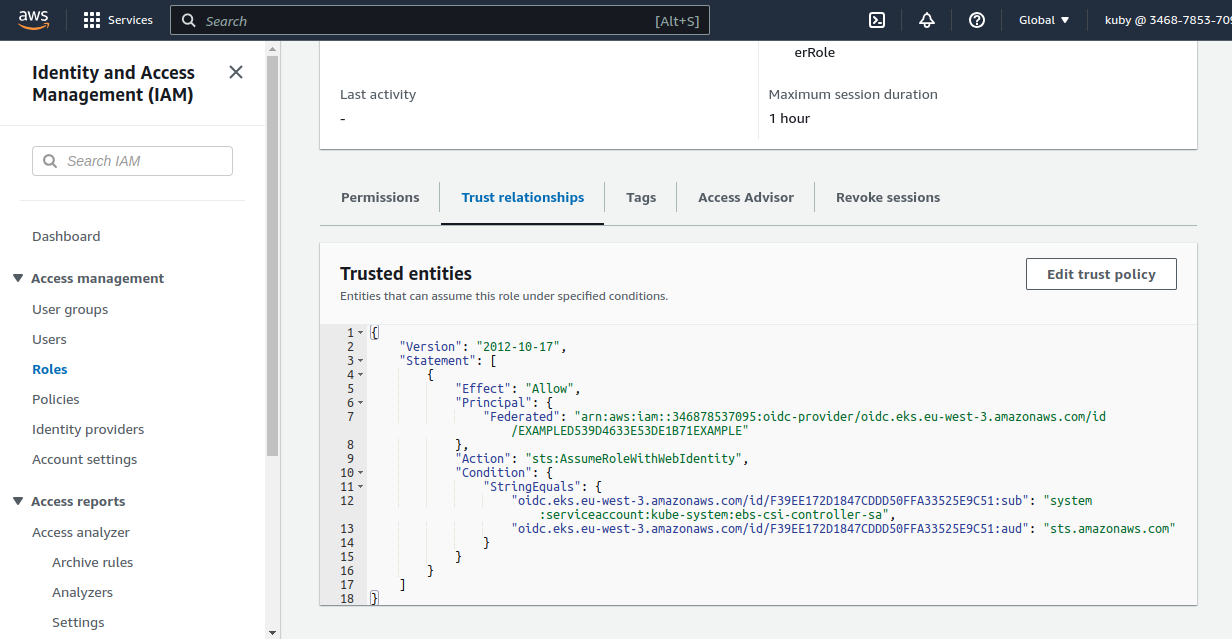 aws
Services
Search
[Alt+S]
Global
kuby @ 3468-7853-709
Identity and Access
Management (IAM)
Search IAM
Dashboard
Access management
User groups
Users
Roles
Policies
Identity providers
Account settings
Access reports
Access analyzer
Archive rules
Analyzers
Settings
erRole
Last activity
-
Maximum session duration
1 hour
Permissions
Trust relationships
Tags
Access Advisor
Revoke sessions
Trusted entities
Entities that can assume this role under specified conditions.
Edit trust policy
1 {
2 "Version": "2012-10-17",
3 "Statement": [
4 {
5 "Effect": "Allow",
6 "Principal": {
7 "Federated": "arn:aws:iam::346878537095:oidc-provider/oidc.eks.eu-west-3.amazonaws.com/id
/EXAMPLED539D4633E53DE1B71EXAMPLE"
8 },
9 "Action": "sts:AssumeRoleWithWebIdentity",
10 "Condition": {
11 "StringEquals": {
12 "oidc.eks.eu-west-3.amazonaws.com/id/F39EE172D1847CDDD50FFA33525E9C51:sub": "system
:serviceaccount:kube-system:ebs-csi-controller-sa",
13 "oidc.eks.eu-west-3.amazonaws.com/id/F39EE172D1847CDDD50FFA33525E9C51:aud": "sts.amazonaws.com"
14 }
15 }
16 }
17 ]
18 }